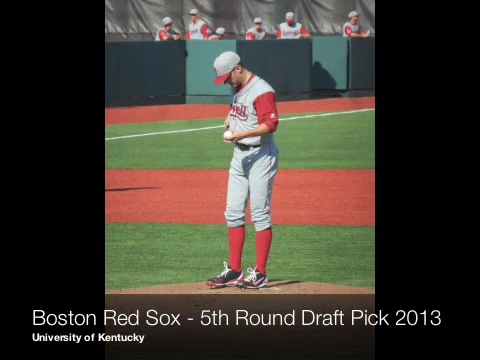 Boston Red Sox - 5th Round Draft Pick 2013
University of Kentucky